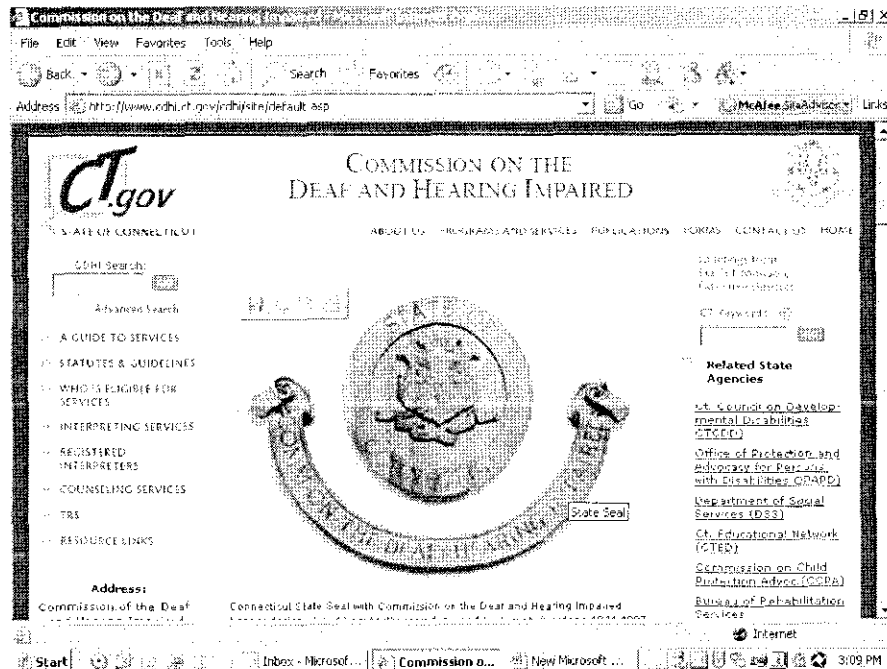 Commission on the Deaf and Hearing Impaired
File Edit View Favorites Tools Help
Back Search Favorites
Address http://www.cdhi.ct.gov/cdhi/site/default.asp Go McAfee SiteAdvisor Links
CT.gov
STATE OF CONNECTICUT
COMMISSION ON THE
DEAF AND HEARING IMPAIRED
ABOUT US PROGRAMS AND SERVICES PUBLICATIONS FORMS CONTACT US HOME
CDHI Search:
Advanced Search
A GUIDE TO SERVICES
STATUTES & GUIDELINES
WHO IS ELIGIBLE FOR
SERVICES
INTERPRETING SERVICES
REGISTERED
INTERPRETERS
COUNSELING SERVICES
TRS
RESOURCE LINKS
Address:
Commission of the Deaf
and Hearing Impaired
State Seal
Connecticut State Seal with Commission on the Deaf and Hearing Impaired
CT Keywords
Related State
Agencies
Ct. Council on Develop-
mental Disabilities
(CTCDD)
Office of Protection and
Advocacy for Persons
with Disabilities (OPAPD)
Department of Social
Services (DSS)
Ct. Educational Network
(CTED)
Commission on Child
Protection Advoc.(CCPA)
Bureau of Rehabilitation
Services
Internet
Start Inbox - Microsof... Commission o... New Microsoft ... 3:09 PM